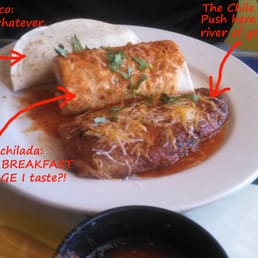 co:
whatever
The Chile
Push here
river of g
chilada:
BREAKFAST
GE I taste?!